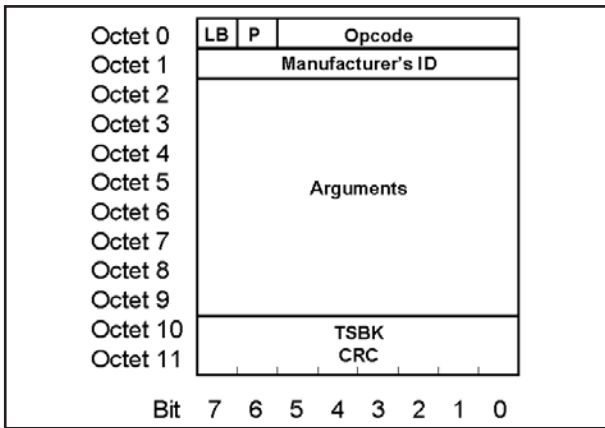 Octet 0 LB P Opcode
Octet 1 Manufacturer's ID
Octet 2
Octet 3
Octet 4
Octet 5 Arguments
Octet 6
Octet 7
Octet 8
Octet 9
Octet 10 TSBK
Octet 11 CRC
Bit 7 6 5 4 3 2 1 0